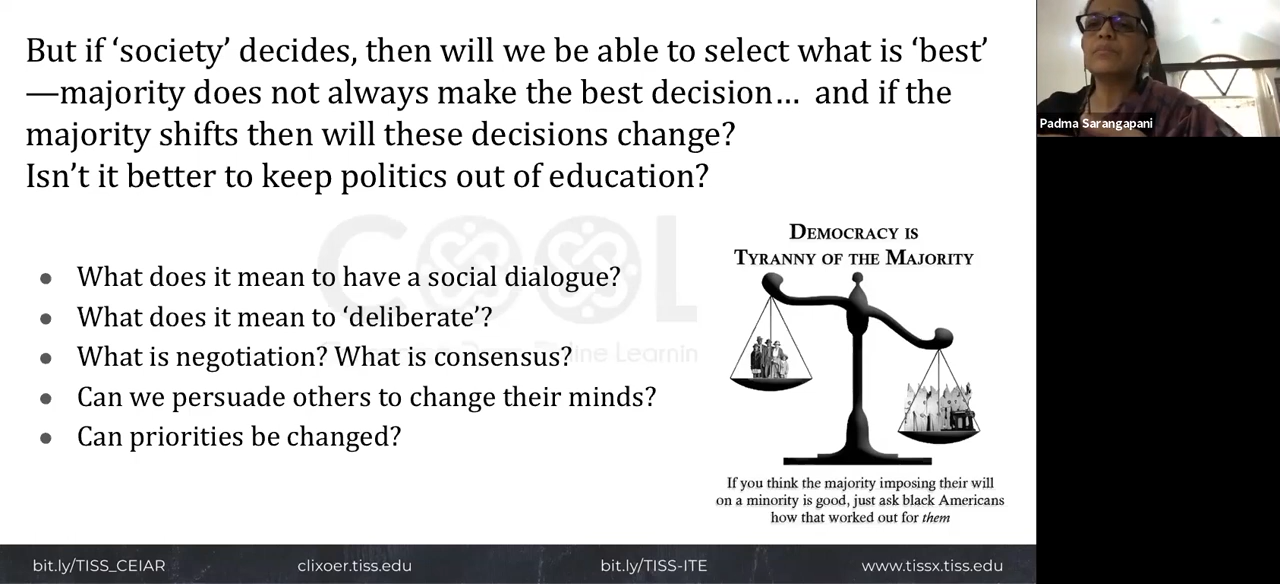 But if ‘society’ decides, then will we be able to select what is ‘best’
—majority does not always make the best decision… and if the
majority shifts then will these decisions change?
Isn’t it better to keep politics out of education?
● What does it mean to have a social dialogue?
● What does it mean to ‘deliberate’?
● What is negotiation? What is consensus?
● Can we persuade others to change their minds?
● Can priorities be changed?
COOL
Online Learnin
DEMOCRACY IS
TYRANNY OF THE MAJORITY
If you think the majority imposing their will
on a minority is good, just ask black Americans
how that worked out for them
Padma Sarangapani
bit.ly/TISS_CEIAR
clixoer.tiss.edu
bit.ly/TISS-ITE
www.tissx.tiss.edu